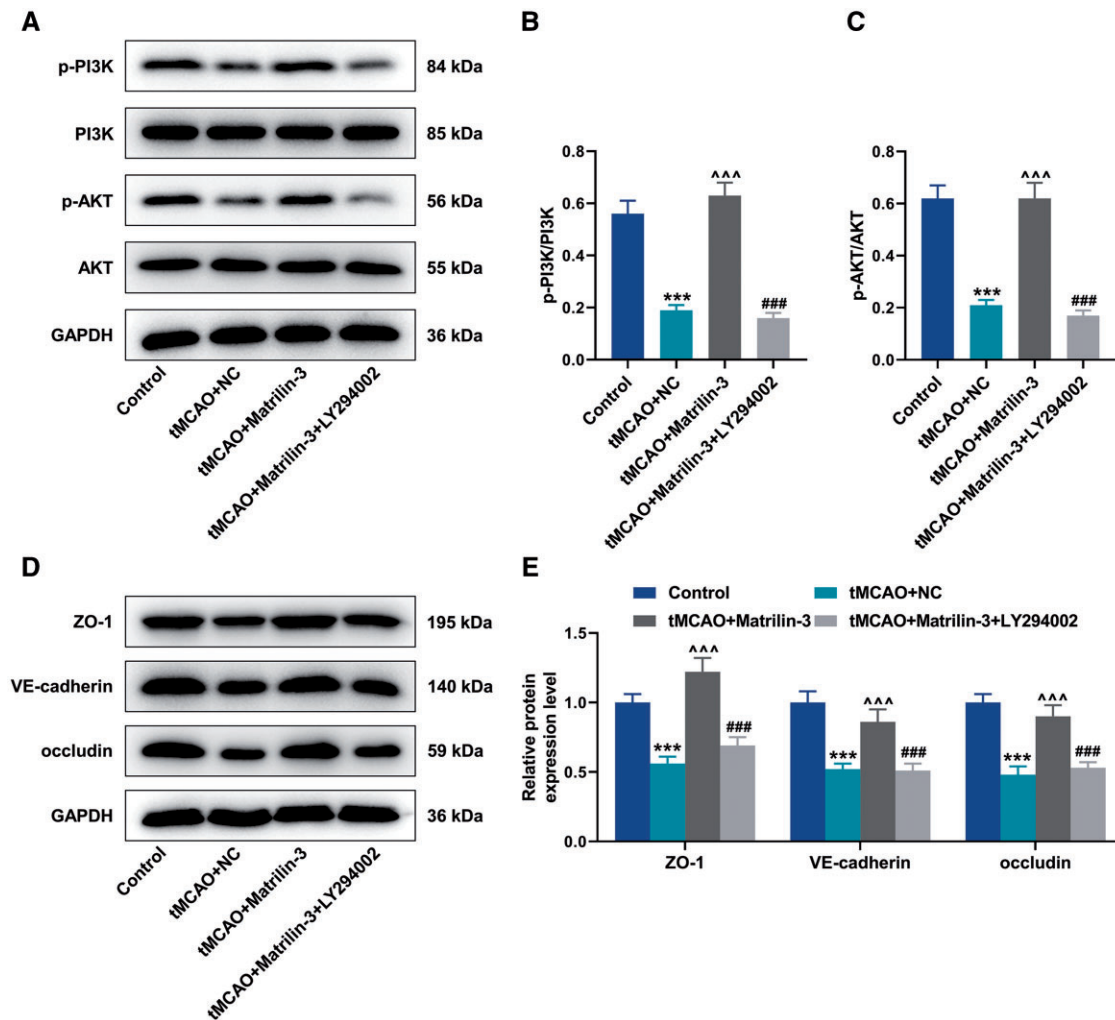 A
p-PI3K 84 kDa
PI3K 85 kDa
p-AKT 56 kDa
AKT 55 kDa
GAPDH 36 kDa
Control
tMCAO+NC
tMCAO+Matrilin-3
tMCAO+Matrilin-3+LY294002
B
p-PI3K/PI3K
0.8
0.6
0.4
0.2
0.0
***
^^^
###
Control
tMCAO+NC
tMCAO+Matrilin-3
tMCAO+Matrilin-3+LY294002
C
p-AKT/AKT
0.8
0.6
0.4
0.2
0.0
***
^^^
###
Control
tMCAO+NC
tMCAO+Matrilin-3
tMCAO+Matrilin-3+LY294002
D
ZO-1 195 kDa
VE-cadherin 140 kDa
occludin 59 kDa
GAPDH 36 kDa
Control
tMCAO+NC
tMCAO+Matrilin-3
tMCAO+Matrilin-3+LY294002
E
Control tMCAO+NC
tMCAO+Matrilin-3 tMCAO+Matrilin-3+LY294002
Relative protein
expression level
1.5
1.0
0.5
0.0
*** ^^^ ###
*** ^^^ ###
*** ^^^ ###
ZO-1 VE-cadherin occludin